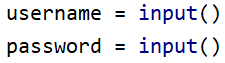 username = input()
password = input()